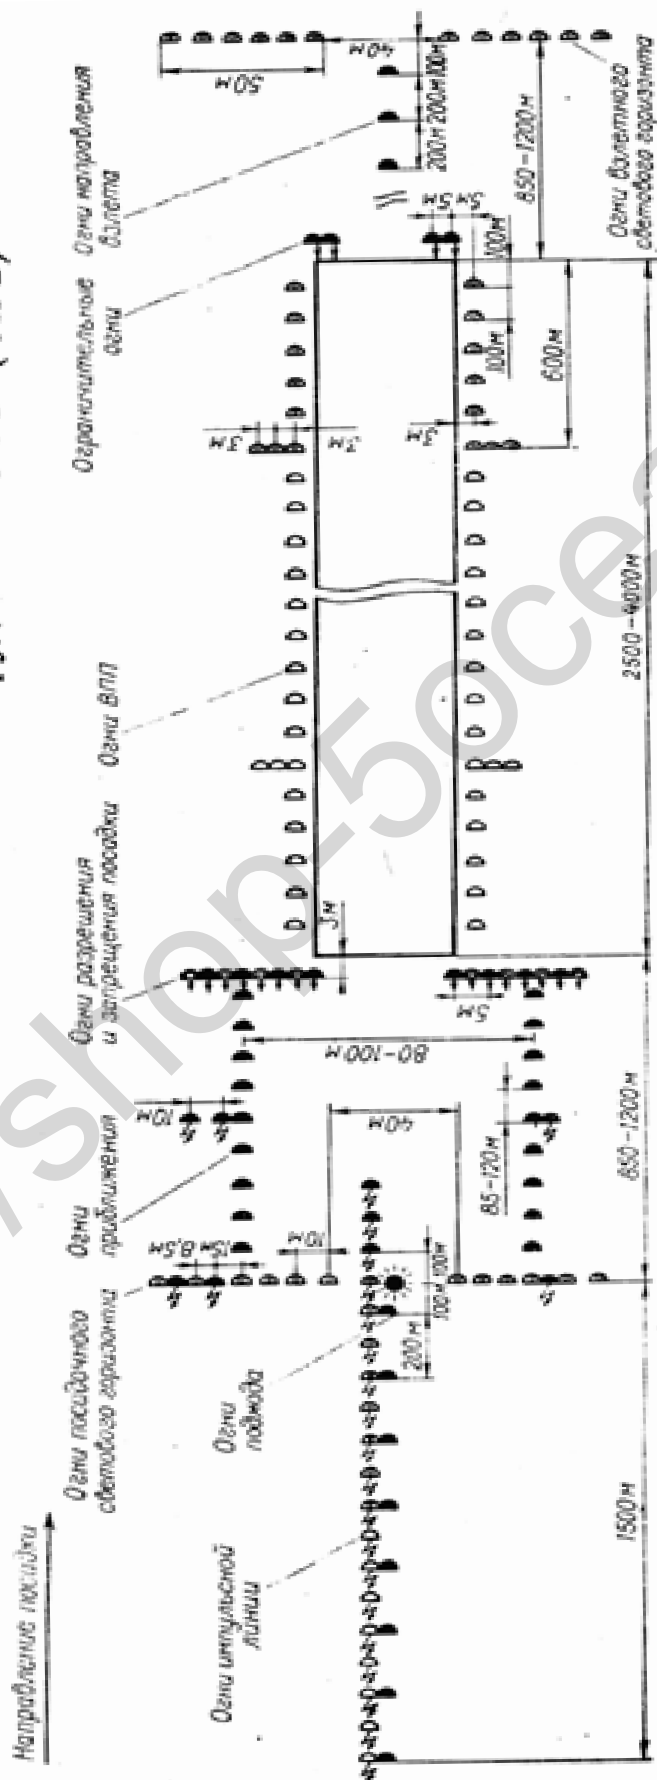 Направление посадки
Огни импульсной
линии
Огни посадочного
светового горизонта
Огни
подхода
Огни
приближения
Огни разрешения
и запрещения посадки
Огни ВПП
Ограничительные
огни
Огни направления
взлета
Огни взлетного
светового горизонта
50м
40м
200м
200м
100м
850-1200м
5м
5м
100м
100м
600м
3м
3м
3м
2500-4000м
3м
5м
80-100м
10м
40м
85-120м
850-1200м
15м
8,5м
10м
100м
100м
200м
1500м
shop-5ocea